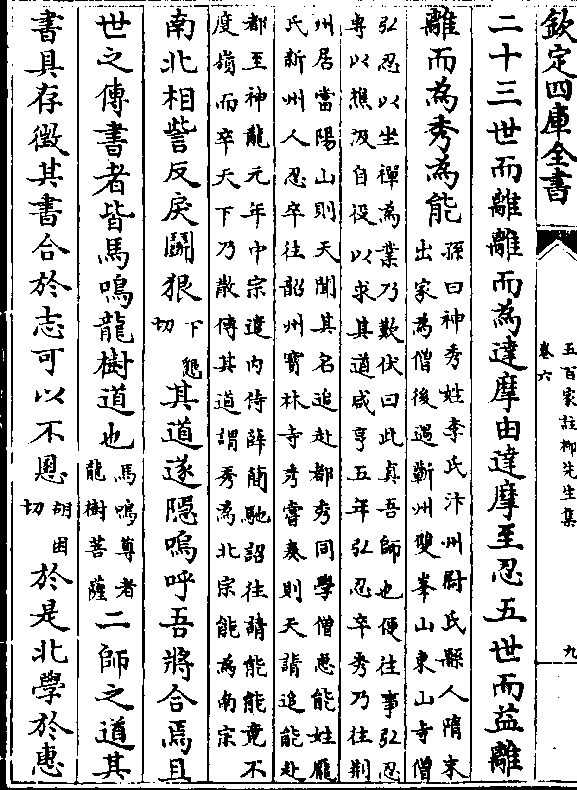 欽定四庫全書
五百家註柳先生集
卷六
九
二十三世而離離而為達摩由達摩至忍五世而益離
離而為秀為能
孫曰神秀姓李氏汴州尉氏縣人隋末
出家為僧後遇蘄州雙峯山東山寺僧
弘忍以坐禪為業乃歎伏曰此真吾師也便往事弘忍
專以樵汲自役以求其道咸亨五年弘忍卒秀乃往荆
州居當陽山則天聞其名追赴都秀同學僧惠能姓盧
氏新州人忍卒往韶州寶林寺秀嘗奏則天請追能赴
都至神龍元年中宗遣内侍薛簡馳詔往請能能竟不
度嶺而卒天下乃散傳其道謂秀為北宗能為南宗
南北相訾反戾鬭狠
下懇
切
其道遂隱嗚呼吾將合焉且
世之傳書者皆馬鳴龍樹道也
馬鳴尊者
龍樹菩薩
二師之道其
書具存徵其書合於志可以不慁
胡困
切
於是北學於惠